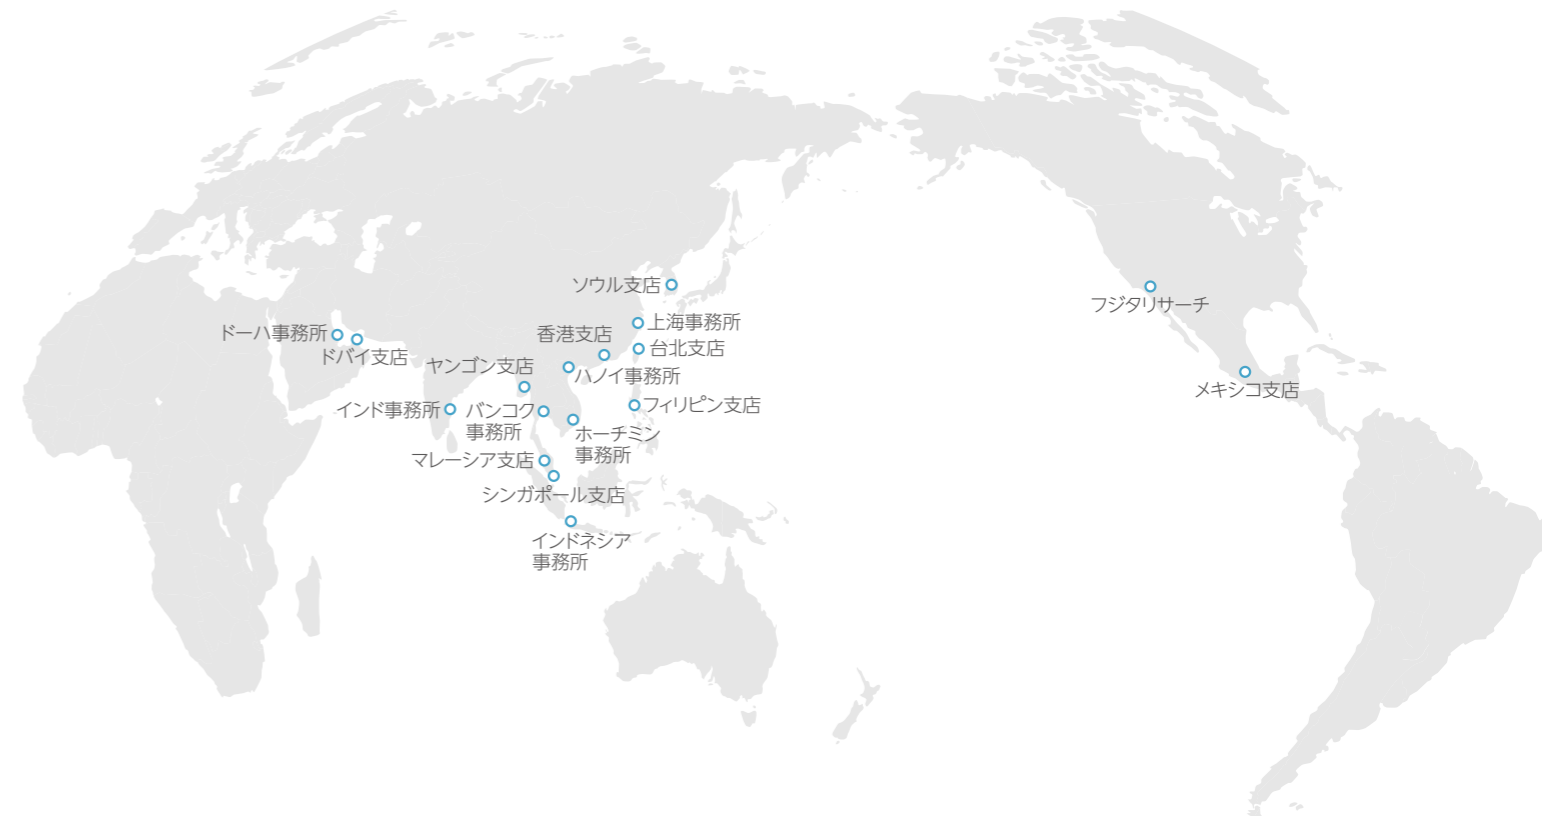 ソウル支店
フジタリサーチ
上海事務所
ドーハ事務所
香港支店
台北支店
ドバイ支店
ヤンゴン支店
ハノイ事務所
メキシコ支店
インド事務所
バンコク
事務所
フィリピン支店
ホーチミン
事務所
マレーシア支店
シンガポール支店
インドネシア
事務所